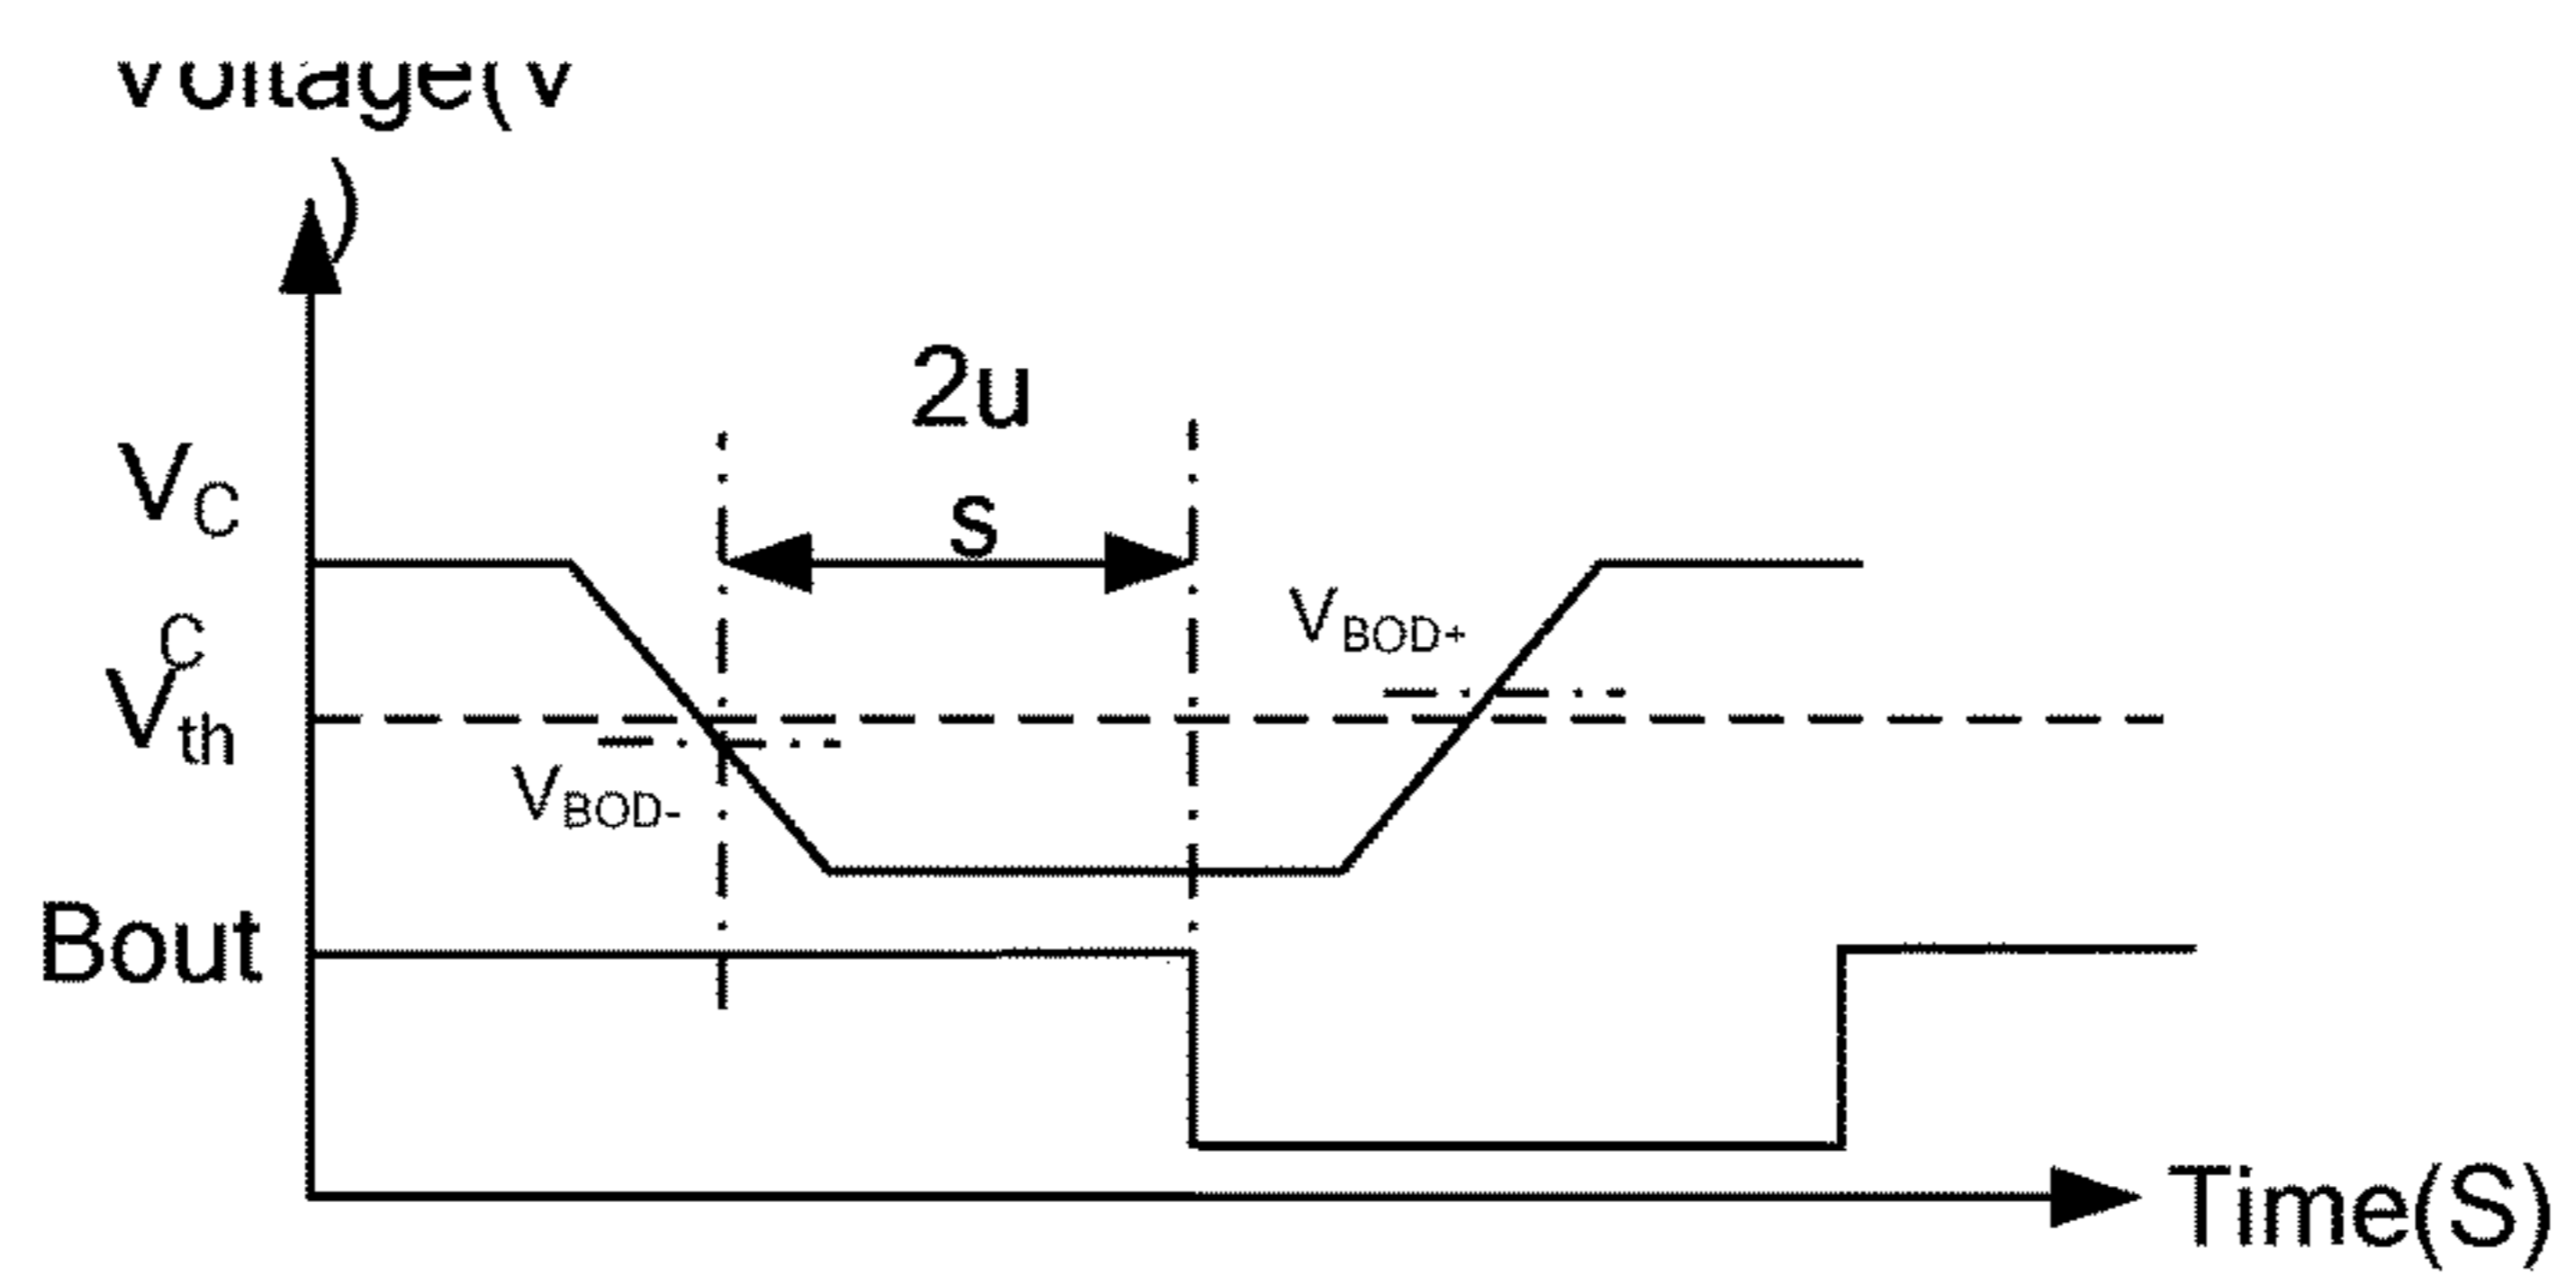 Voltage(V
)
2u
s
VC
C
VBOD+
Vth
VBOD-
Bout
Time(S)